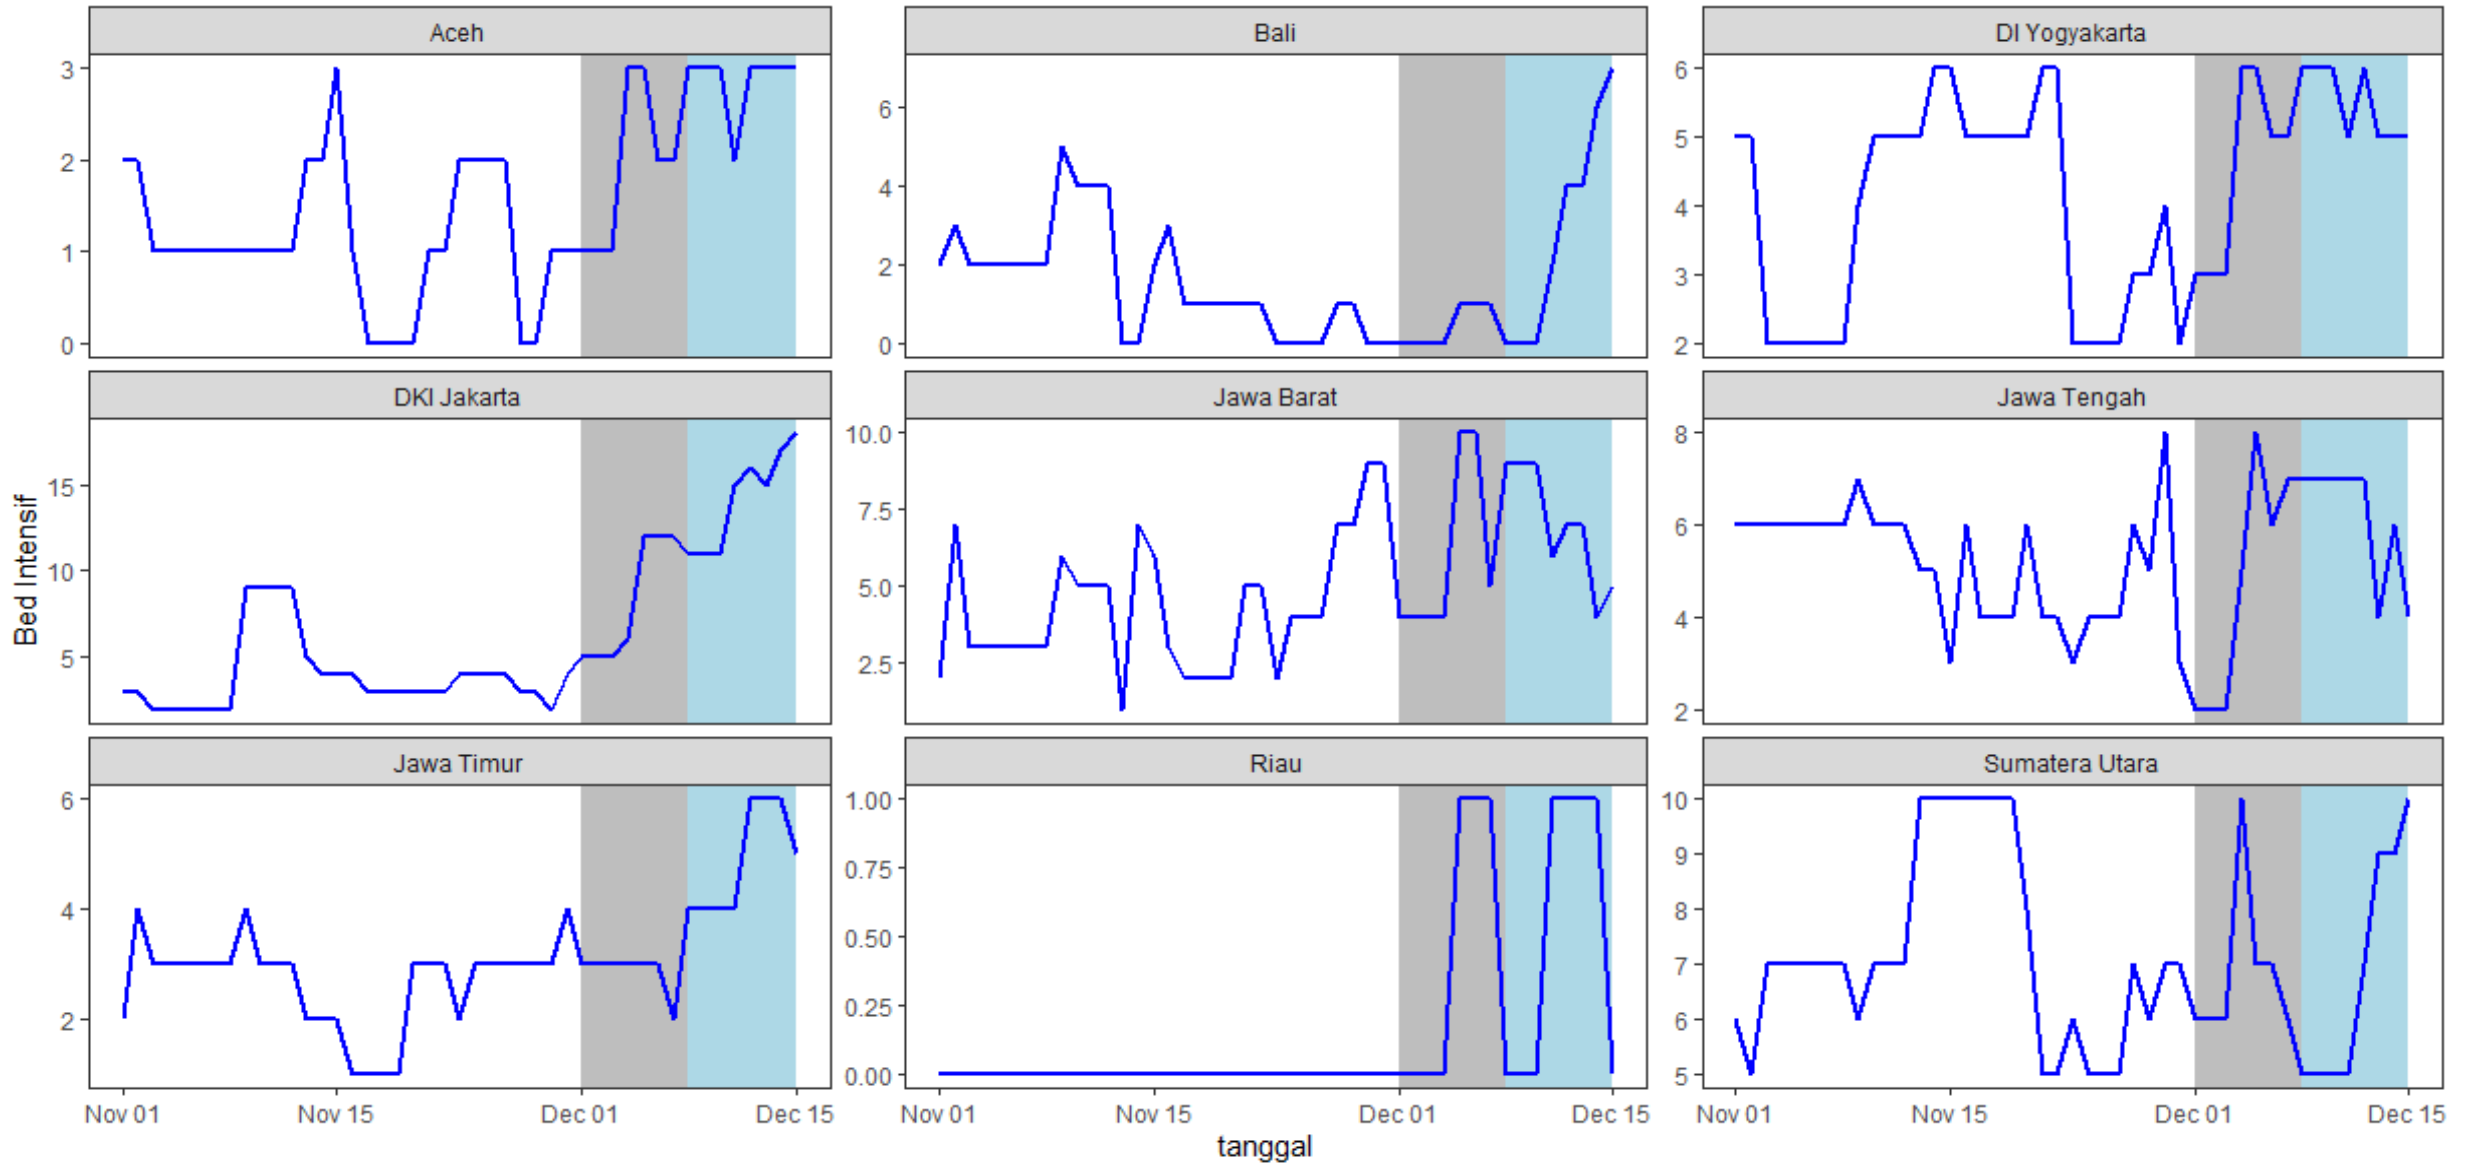 Aceh
Bali
DI Yogyakarta
3
2
1
0
6
4
2
0
6
5
4
3
2
DKI Jakarta
Jawa Barat
Jawa Tengah
15
10
5
10.0
7.5
5.0
2.5
8
6
4
2
Bed Intensif
Jawa Timur
Riau
Sumatera Utara
6
4
2
1.00
0.75
0.50
0.25
0.00
10
9
8
7
6
5
Nov 01 Nov 15 Dec 01 Dec 15
Nov 01 Nov 15 Dec 01 Dec 15
Nov 01 Nov 15 Dec 01 Dec 15
tanggal